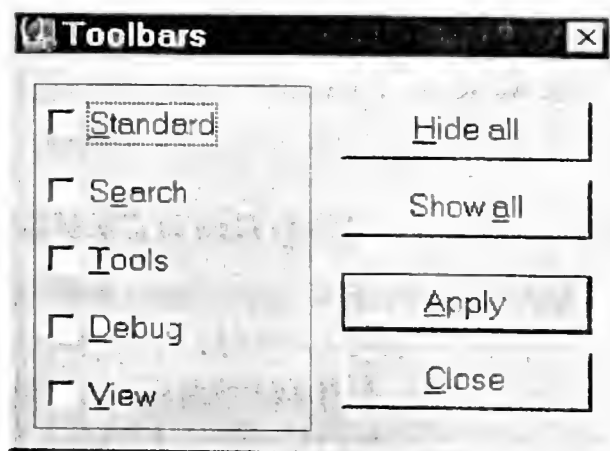 Toolbars
Standard
Search
Tools
Debug
View
Hide all
Show all
Apply
Close